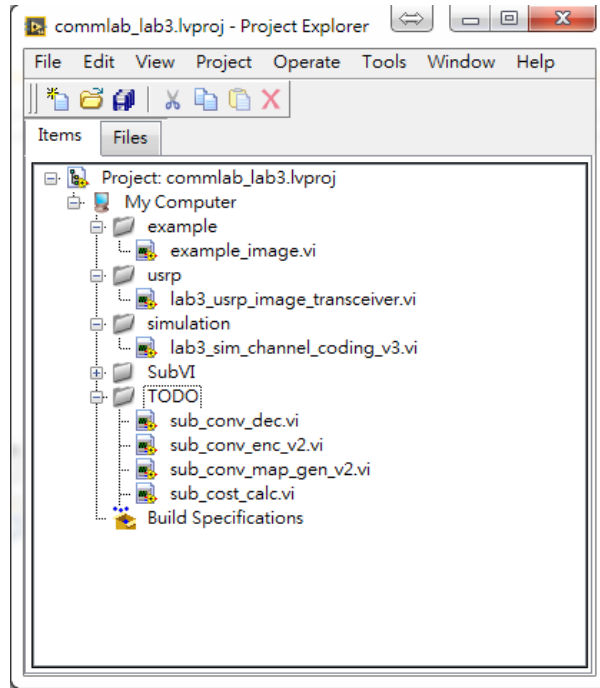 commlab_lab3.lvproj - Project Explorer
File Edit View Project Operate Tools Window Help
Items Files
Project: commlab_lab3.lvproj
My Computer
example
example_image.vi
usrp
lab3_usrp_image_transceiver.vi
simulation
lab3_sim_channel_coding_v3.vi
SubVI
TODO
sub_conv_dec.vi
sub_conv_enc_v2.vi
sub_conv_map_gen_v2.vi
sub_cost_calc.vi
Build Specifications